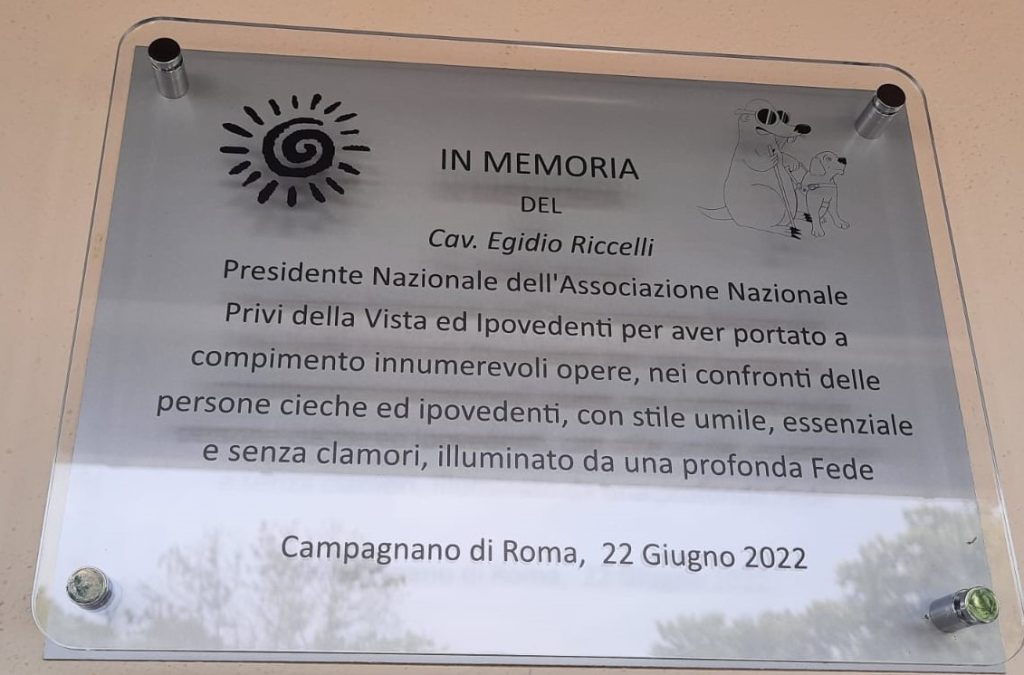 IN MEMORIA
DEL
Cav. Egidio Riccelli
Presidente Nazionale dell'Associazione Nazionale
Privi della Vista ed Ipovedenti per aver portato a
compimento innumerevoli opere, nei confronti delle
persone cieche ed ipovedenti, con stile umile, essenziale
e senza clamori, illuminato da una profonda Fede
Campagnano di Roma, 22 Giugno 2022